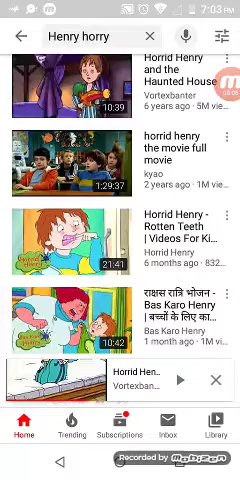 7:03 PM
Henry horry
Horrid Henry
and the
Haunted House
Vortexbanter
6 years ago · 5M vie…
10:39
horrid henry
the movie full
movie
kyao
2 years ago · 1M vie…
1:29:37
Horrid Henry -
Rotten Teeth
| Videos For Ki…
Horrid Henry
6 months ago · 832…
21:41
राक्षस रात्रि भोजन -
Bas Karo Henry
| बच्चों के लिए का…
Bas Karo Henry
1 month ago · 1M vi…
10:42
Horrid Hen..
Vortexban…
Home
Trending
Subscriptions
Inbox
Library
Recorded by
Mobizen